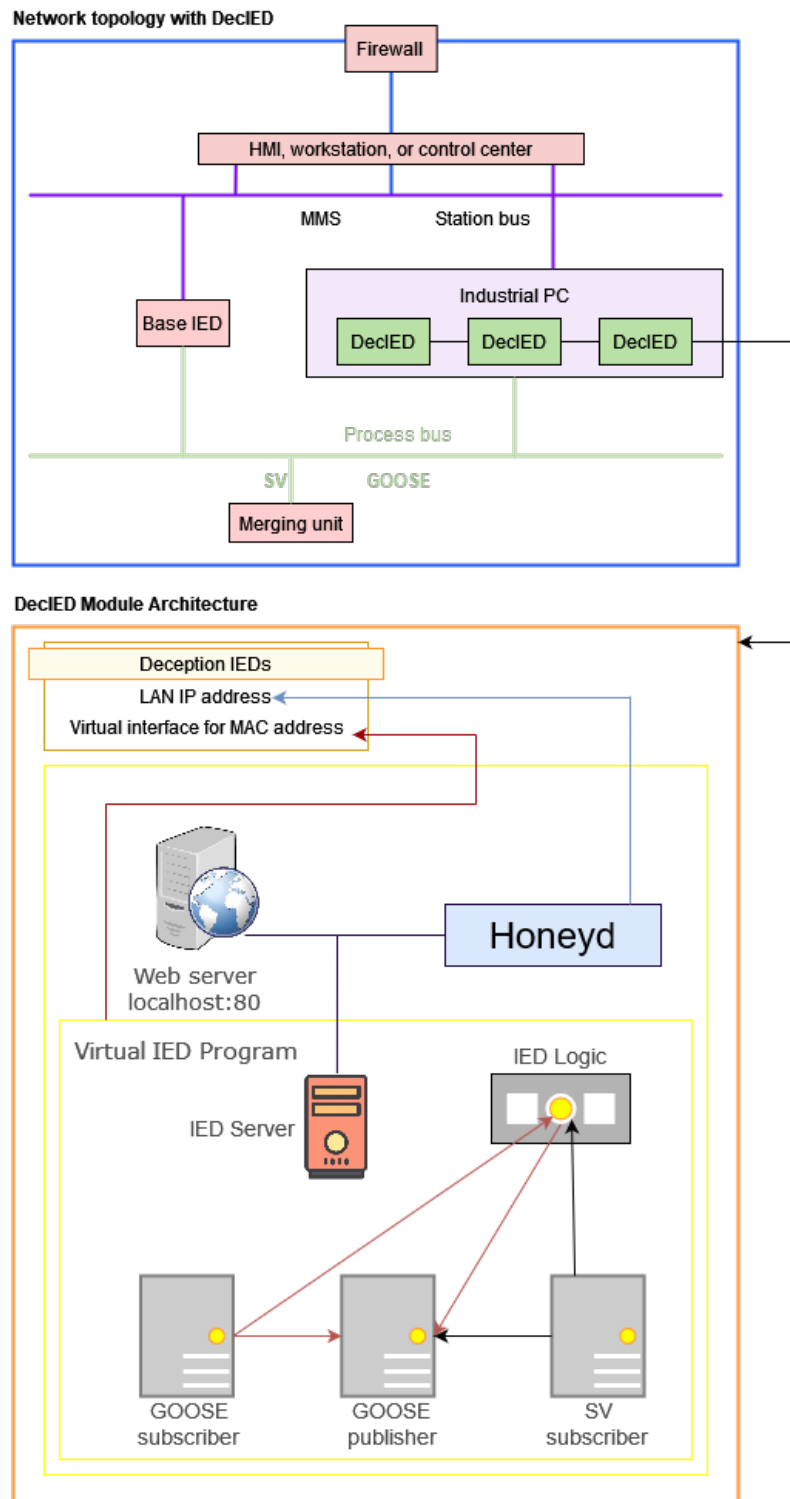 Network topology with DecIED
Firewall
HMI, workstation, or control center
MMS
Station bus
Industrial PC
Base IED
DecIED
DecIED
DecIED
Process bus
SV
GOOSE
Merging unit
DecIED Module Architecture
Deception IEDs
LAN IP address
Virtual interface for MAC address
Honeyd
Web server
localhost:80
Virtual IED Program
IED Logic
IED Server
GOOSE
subscriber
GOOSE
publisher
SV
subscriber